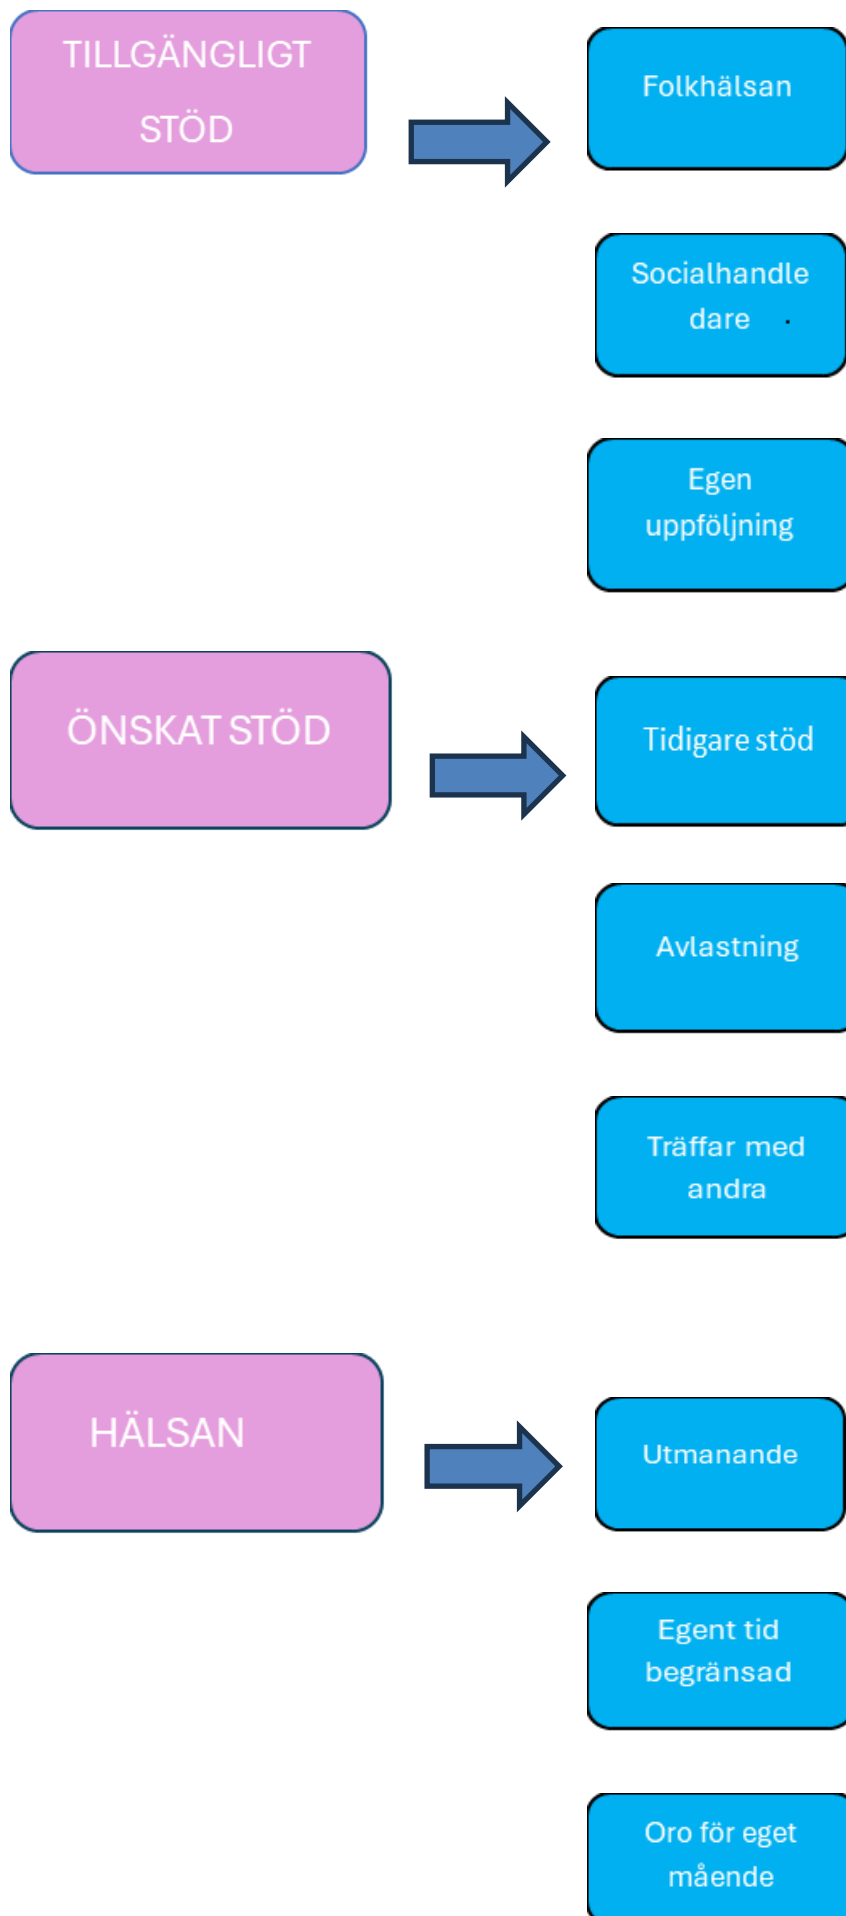 TILLGÄNGLIGT
STÖD
Folkhälsan
Socialhandle
dare .
Egen
uppföljning
ÖNSKAT STÖD
Tidigare stöd
Avlastning
Träffar med
andra
HÄLSAN
Utmanande
Egent tid
begränsad
Oro för eget
mående